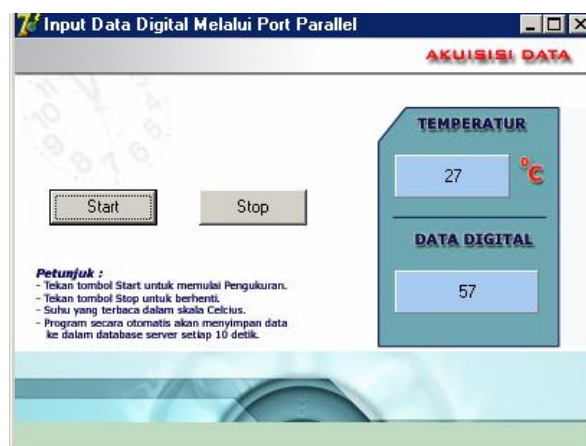 Input Data Digital Melalui Port Parallel
AKUISISI DATA
TEMPERATUR
27 °C
Start Stop
DATA DIGITAL
57
Petunjuk :
- Tekan tombol Start untuk memulai Pengukuran.
- Tekan tombol Stop untuk berhenti.
- Suhu yang terbaca dalam skala Celcius.
- Program secara otomatis akan menyimpan data
ke dalam database server setiap 10 detik.